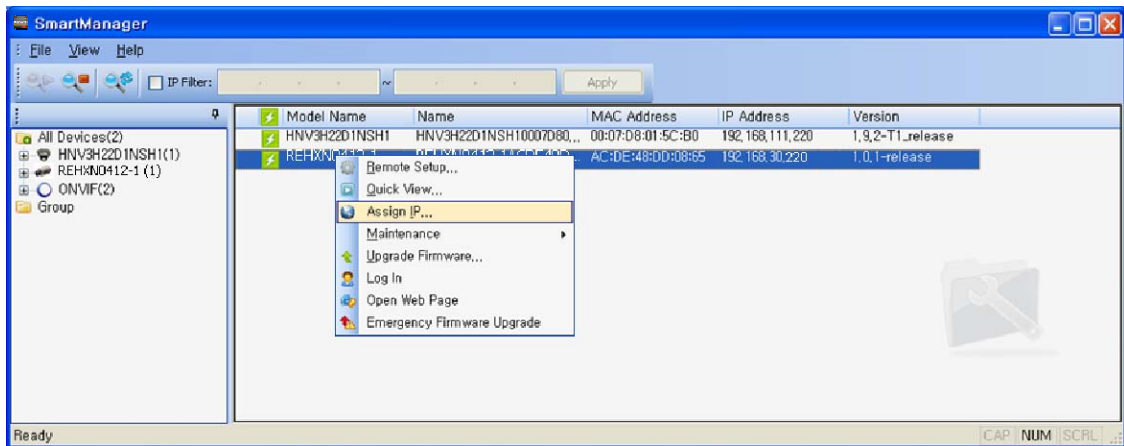 SmartManager
File View Help
IP Filter: ~ Apply
All Devices(2)
HNV3H22D1NSH1(1)
REHXN0412-1 (1)
ONVIF(2)
Group
Model Name Name MAC Address IP Address Version
HNV3H22D1NSH1 HNV3H22D1NSH10007D80... 00:07:D8:01:5C:B0 192,168,111,220 1,9,2-T1_release
AC:DE:48:DD:08:65 192,168,30,220 1,0,1-release
Remote Setup...
Quick View...
Assign IP...
Maintenance
Upgrade Firmware...
Log In
Open Web Page
Emergency Firmware Upgrade
Ready
CAP NUM SCRL